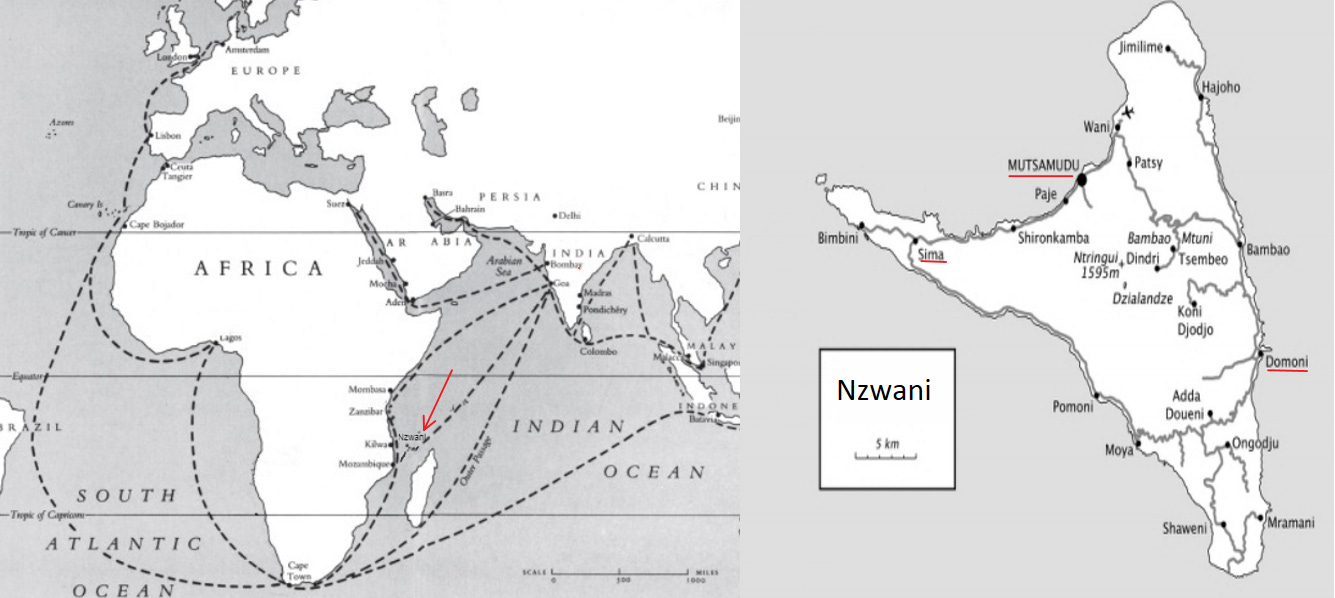 London
Amsterdam
EUROPE
Azores
Lisbon
Ceuta
Tangier
Canary Is
Cape Bojador
Tropic of Cancer
Suez
Basra
PERSIA
Bahrain
Delhi
Beijin
CHIN
AR ABIA
AFRICA
Jeddah
Mocha
Aden
Arabian
Sea
INDIA
Bombay
Goa
Calcutta
Madras
Pondichéry
Colombo
MALAY
Malacca
Singapor
Lagos
Equator
Mombasa
Zanzibar
Nzwani
Kilwa
Mozambique
Outer Passage
INDIAN
OCEAN
INDONE
Batavia
BRAZIL
SOUTH
Tropic of Capricorn
ATLANTIC
OCEAN
Cape
Town
SCALE
0 500 1000
MILES
Jimilime
Hajoho
Wani
Patsy
MUTSAMUDU
Paje
Bimbini
Sima
Shironkamba
Bambao Mtuni
Ntringui
1595m
Dindri
Tsembeo
Bambao
Dzialandze
Koni
Djodjo
Domoni
Nzwani
5 km
Pomoni
Adda
Doueni
Moya
Ongodju
Shaweni
Mramani